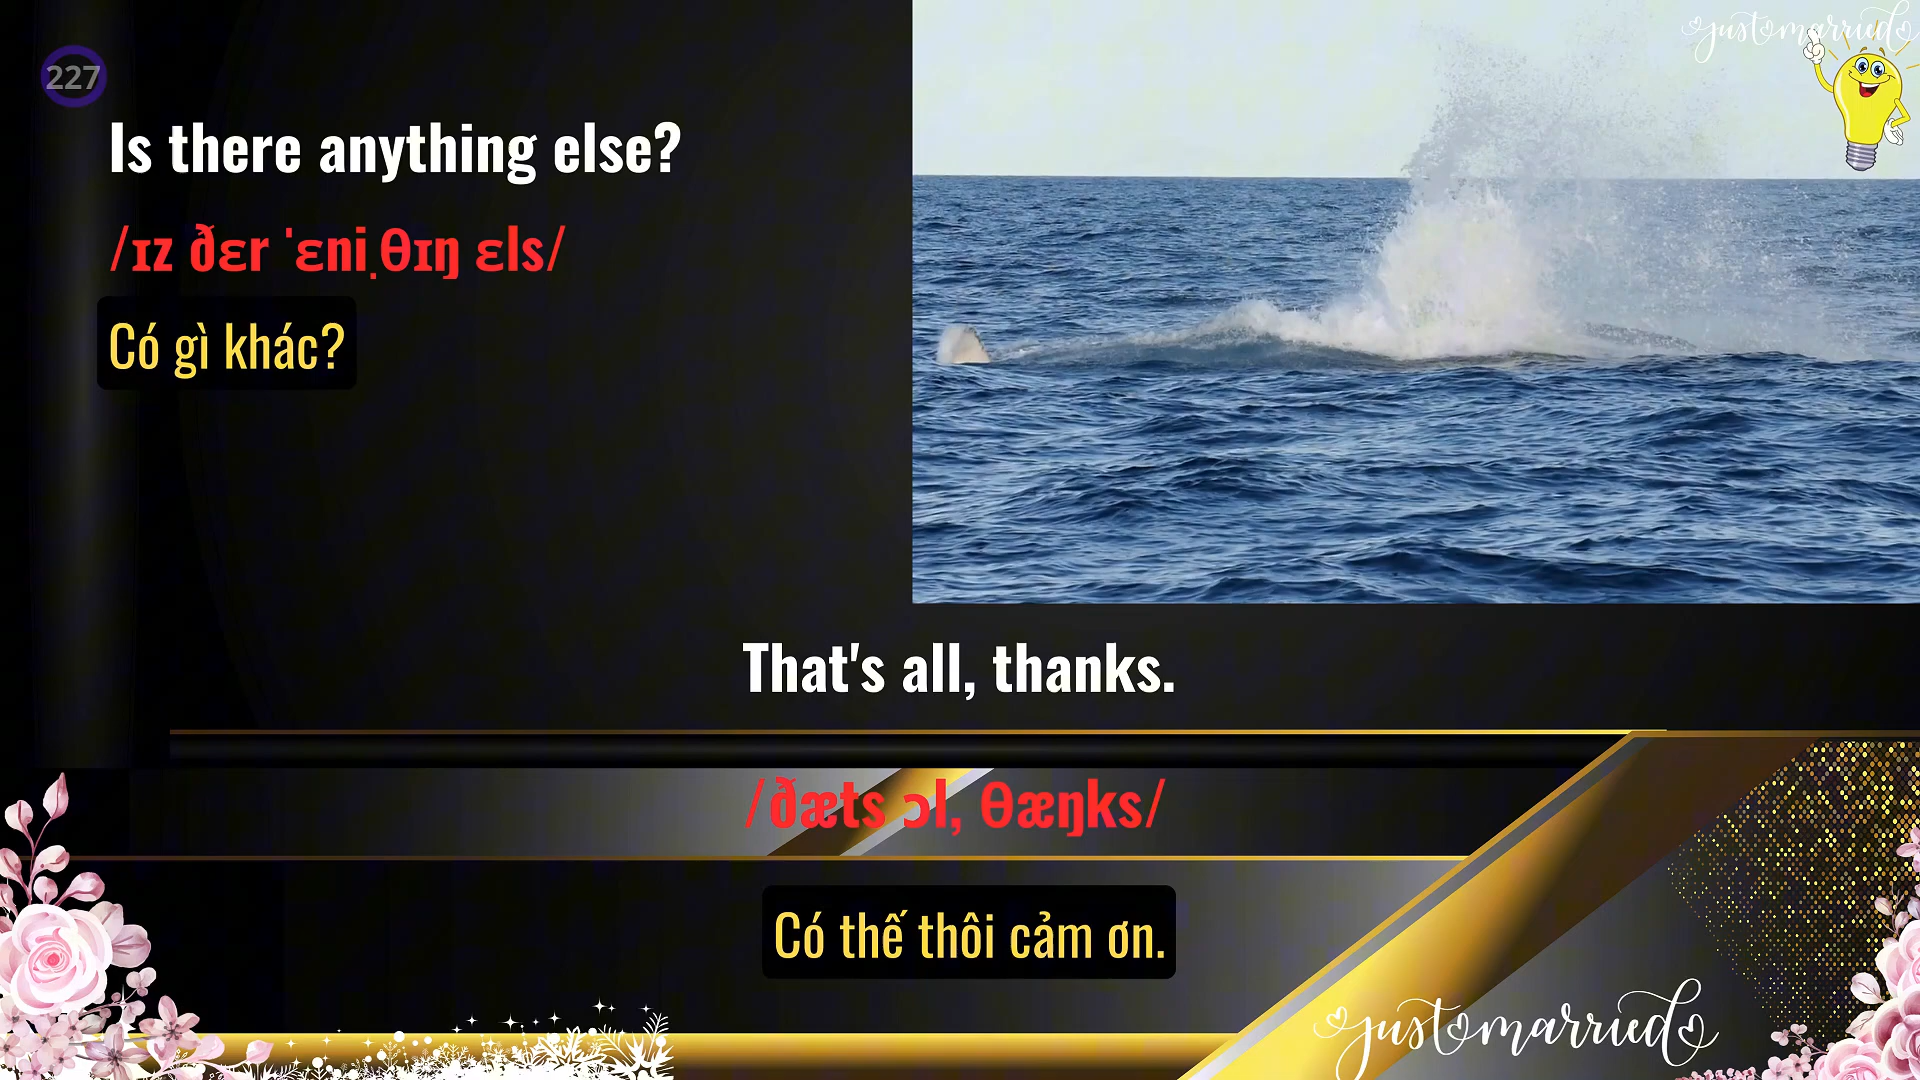 justmarried
227
Is there anything else?
/ɪz ðɛr ˈɛniˌθɪŋ ɛls/
Có gì khác?
That's all, thanks.
/ðæts ɔl, θæŋks/
Có thế thôi cảm ơn.
justmarried